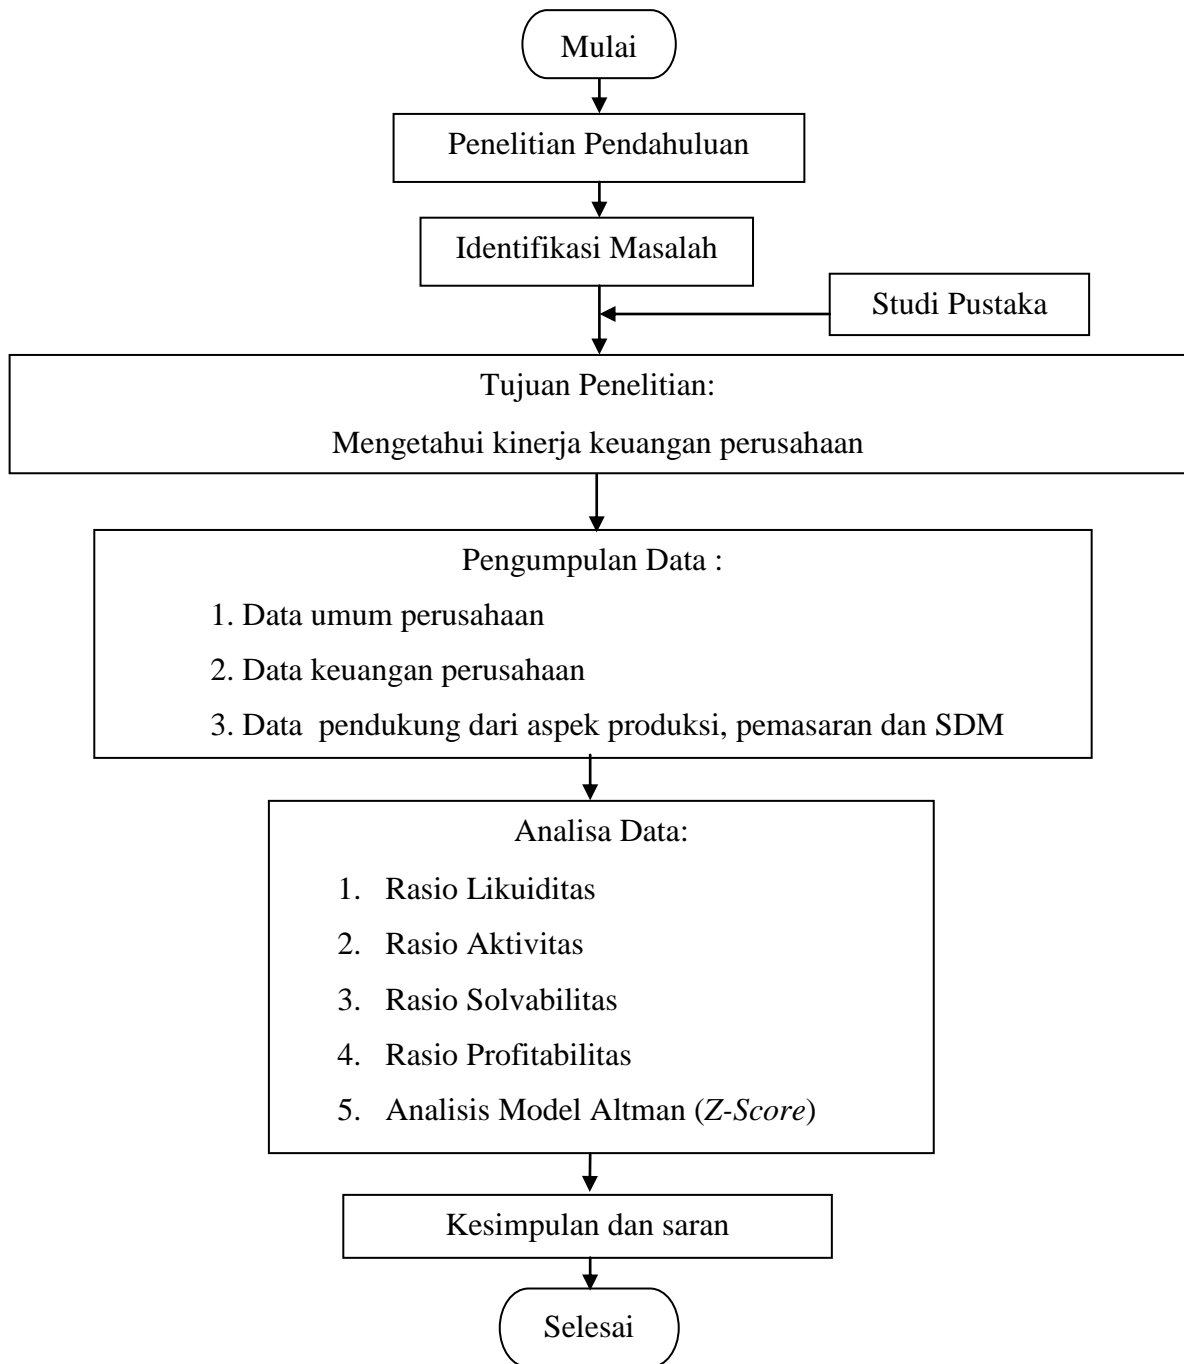 Mulai
Penelitian Pendahuluan
Identifikasi Masalah
Studi Pustaka
Tujuan Penelitian:
Mengetahui kinerja keuangan perusahaan
Pengumpulan Data :
1. Data umum perusahaan
2. Data keuangan perusahaan
3. Data  pendukung dari aspek produksi, pemasaran dan SDM
Analisa Data:
1. Rasio Likuiditas
2. Rasio Aktivitas
3. Rasio Solvabilitas
4. Rasio Profitabilitas
5. Analisis Model Altman (Z-Score)
Kesimpulan dan saran
Selesai